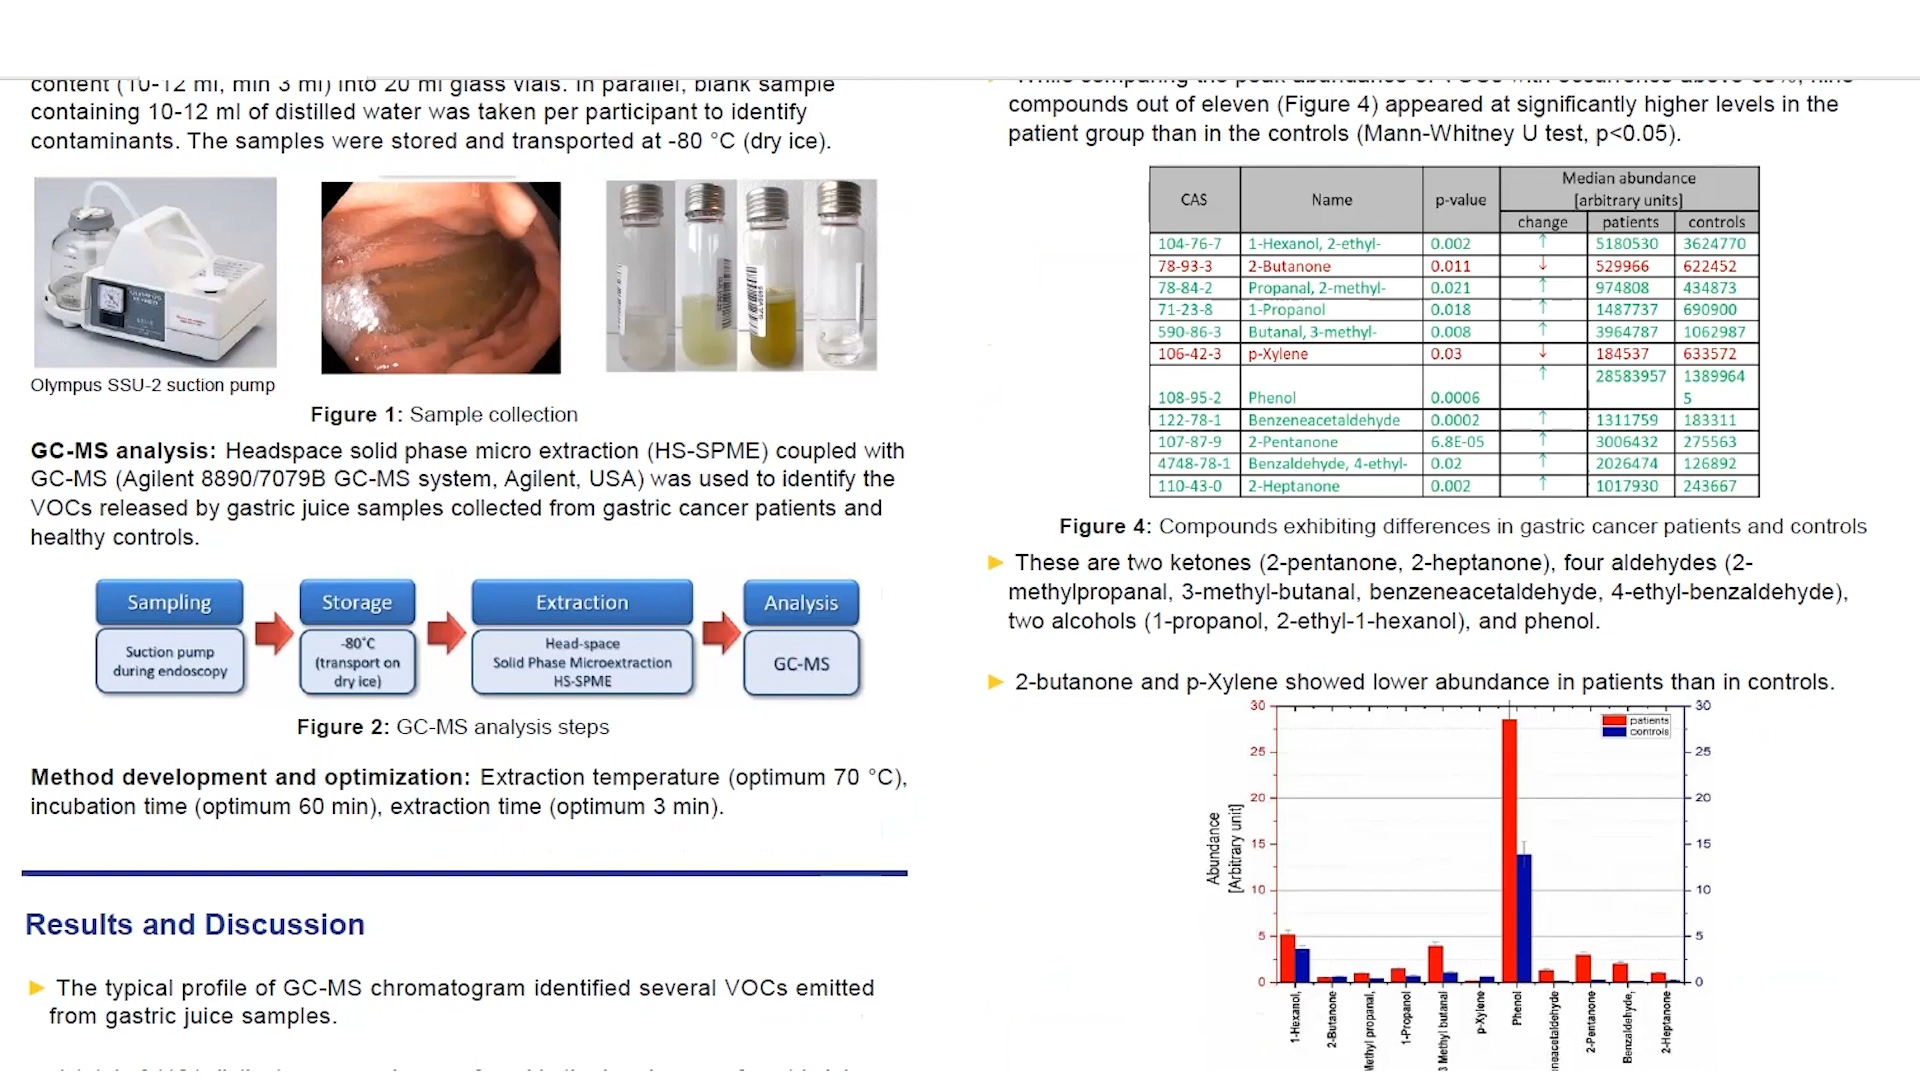 content (10-12 ml, min 3 ml) into 20 ml glass vials. In parallel, blank sample
containing 10-12 ml of distilled water was taken per participant to identify
contaminants. The samples were stored and transported at -80 °C (dry ice).
Olympus SSU-2 suction pump
Figure 1: Sample collection
GC-MS analysis: Headspace solid phase micro extraction (HS-SPME) coupled with
GC-MS (Agilent 8890/7079B GC-MS system, Agilent, USA) was used to identify the
VOCs released by gastric juice samples collected from gastric cancer patients and
healthy controls.
Sampling
Suction pump
during endoscopy
Storage
-80°C
(transport on
dry ice)
Extraction
Head-space
Solid Phase Microextraction
HS-SPME
Analysis
GC-MS
Figure 2: GC-MS analysis steps
Method development and optimization: Extraction temperature (optimum 70 °C),
incubation time (optimum 60 min), extraction time (optimum 3 min).
Results and Discussion
The typical profile of GC-MS chromatogram identified several VOCs emitted
from gastric juice samples.
While comparing the peak abundance of VOCs with occurrence above
compounds out of eleven (Figure 4) appeared at significantly higher levels in the
patient group than in the controls (Mann-Whitney U test, p<0.05).
CAS Name p-value Median abundance
[arbitrary units]
change patients controls
104-76-7 1-Hexanol, 2-ethyl- 0.002 ↑ 5180530 3624770
78-93-3 2-Butanone 0.011 ↓ 529966 622452
78-84-2 Propanal, 2-methyl- 0.021 ↑ 974808 434873
71-23-8 1-Propanol 0.018 ↑ 1487737 690900
590-86-3 Butanal, 3-methyl- 0.008 ↑ 3964787 1062987
106-42-3 p-Xylene 0.03 ↓ 184537 633572
↑ 28583957 1389964
108-95-2 Phenol 0.0006 5
122-78-1 Benzeneacetaldehyde 0.0002 ↑ 1311759 183311
107-87-9 2-Pentanone 6.8E-05 ↑ 3006432 275563
4748-78-1 Benzaldehyde, 4-ethyl- 0.02 ↑ 2026474 126892
110-43-0 2-Heptanone 0.002 ↑ 1017930 243667
Figure 4: Compounds exhibiting differences in gastric cancer patients and controls
These are two ketones (2-pentanone, 2-heptanone), four aldehydes (2-
methylpropanal, 3-methyl-butanal, benzeneacetaldehyde, 4-ethyl-benzaldehyde),
two alcohols (1-propanol, 2-ethyl-1-hexanol), and phenol.
2-butanone and p-Xylene showed lower abundance in patients than in controls.
patients
controls
Abundance
[Arbitrary unit]
30
25
20
15
10
5
0
30
25
20
15
10
5
0
1-Hexanol,
2-Butanone
Methyl propanal,
1-Propanol
3 Methyl butanal
p-Xylene
Phenol
neacetaldehyde
2-Pentanone
Benzaldehyde,
2-Heptanone